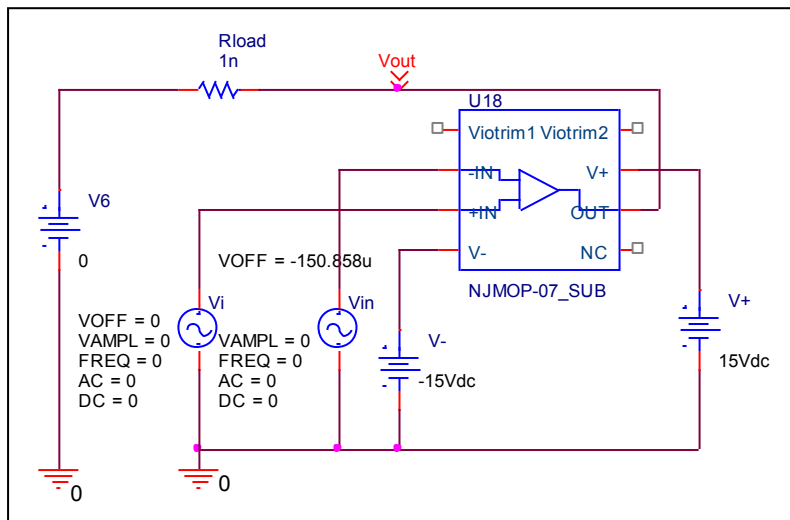 Rload
1n
Vout
U18
Viotrim1 Viotrim2
-IN
V+
+IN
OUT
V-
NC
NJMOP-07_SUB
V6
0
VOFF = -150.858u
Vi
Vin
VOFF = 0
VAMPL = 0
FREQ = 0
AC = 0
DC = 0
VAMPL = 0
FREQ = 0
AC = 0
DC = 0
V-
-15Vdc
V+
15Vdc
0
0